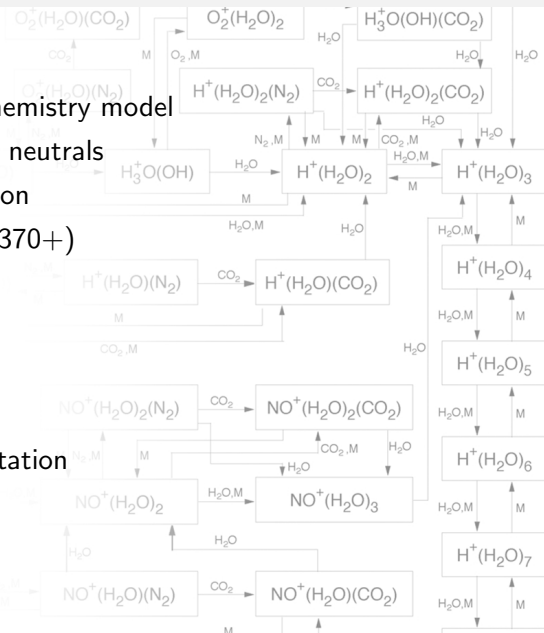 O₂⁺(H₂O)(CO₂)
O₂⁺(H₂O)₂
H₃⁺O(OH)(CO₂)
H₂O
CO₂
M
O₂,M
H₂O
H₂O
O₂⁺(H₂O)(N₂)
H⁺(H₂O)₂(N₂)
CO₂
H⁺(H₂O)₂(CO₂)
emistry model
H₂O
N₂,M
M
M
CO₂,M
H₂O
neutrals
H₃⁺O(OH)
H₂O
H⁺(H₂O)₂
H₂O,M
M
H⁺(H₂O)₃
on
M
H₂O,M
H₂O
H₂O,M
M
370+)
H⁺(H₂O)₄
H⁺(H₂O)(N₂)
CO₂
H⁺(H₂O)(CO₂)
M
H₂O,M
M
CO₂,M
H₂O
H⁺(H₂O)₅
NO⁺(H₂O)₂(N₂)
CO₂
NO⁺(H₂O)₂(CO₂)
H₂O,M
M
tation
N₂,M
M
CO₂,M
H₂O
H₂O
H⁺(H₂O)₆
NO⁺(H₂O)₂
H₂O,M
NO⁺(H₂O)₃
H₂O,M
M
H₂O
H₂O
H⁺(H₂O)₇
NO⁺(H₂O)(N₂)
CO₂
NO⁺(H₂O)(CO₂)
H₂O,M
M
M